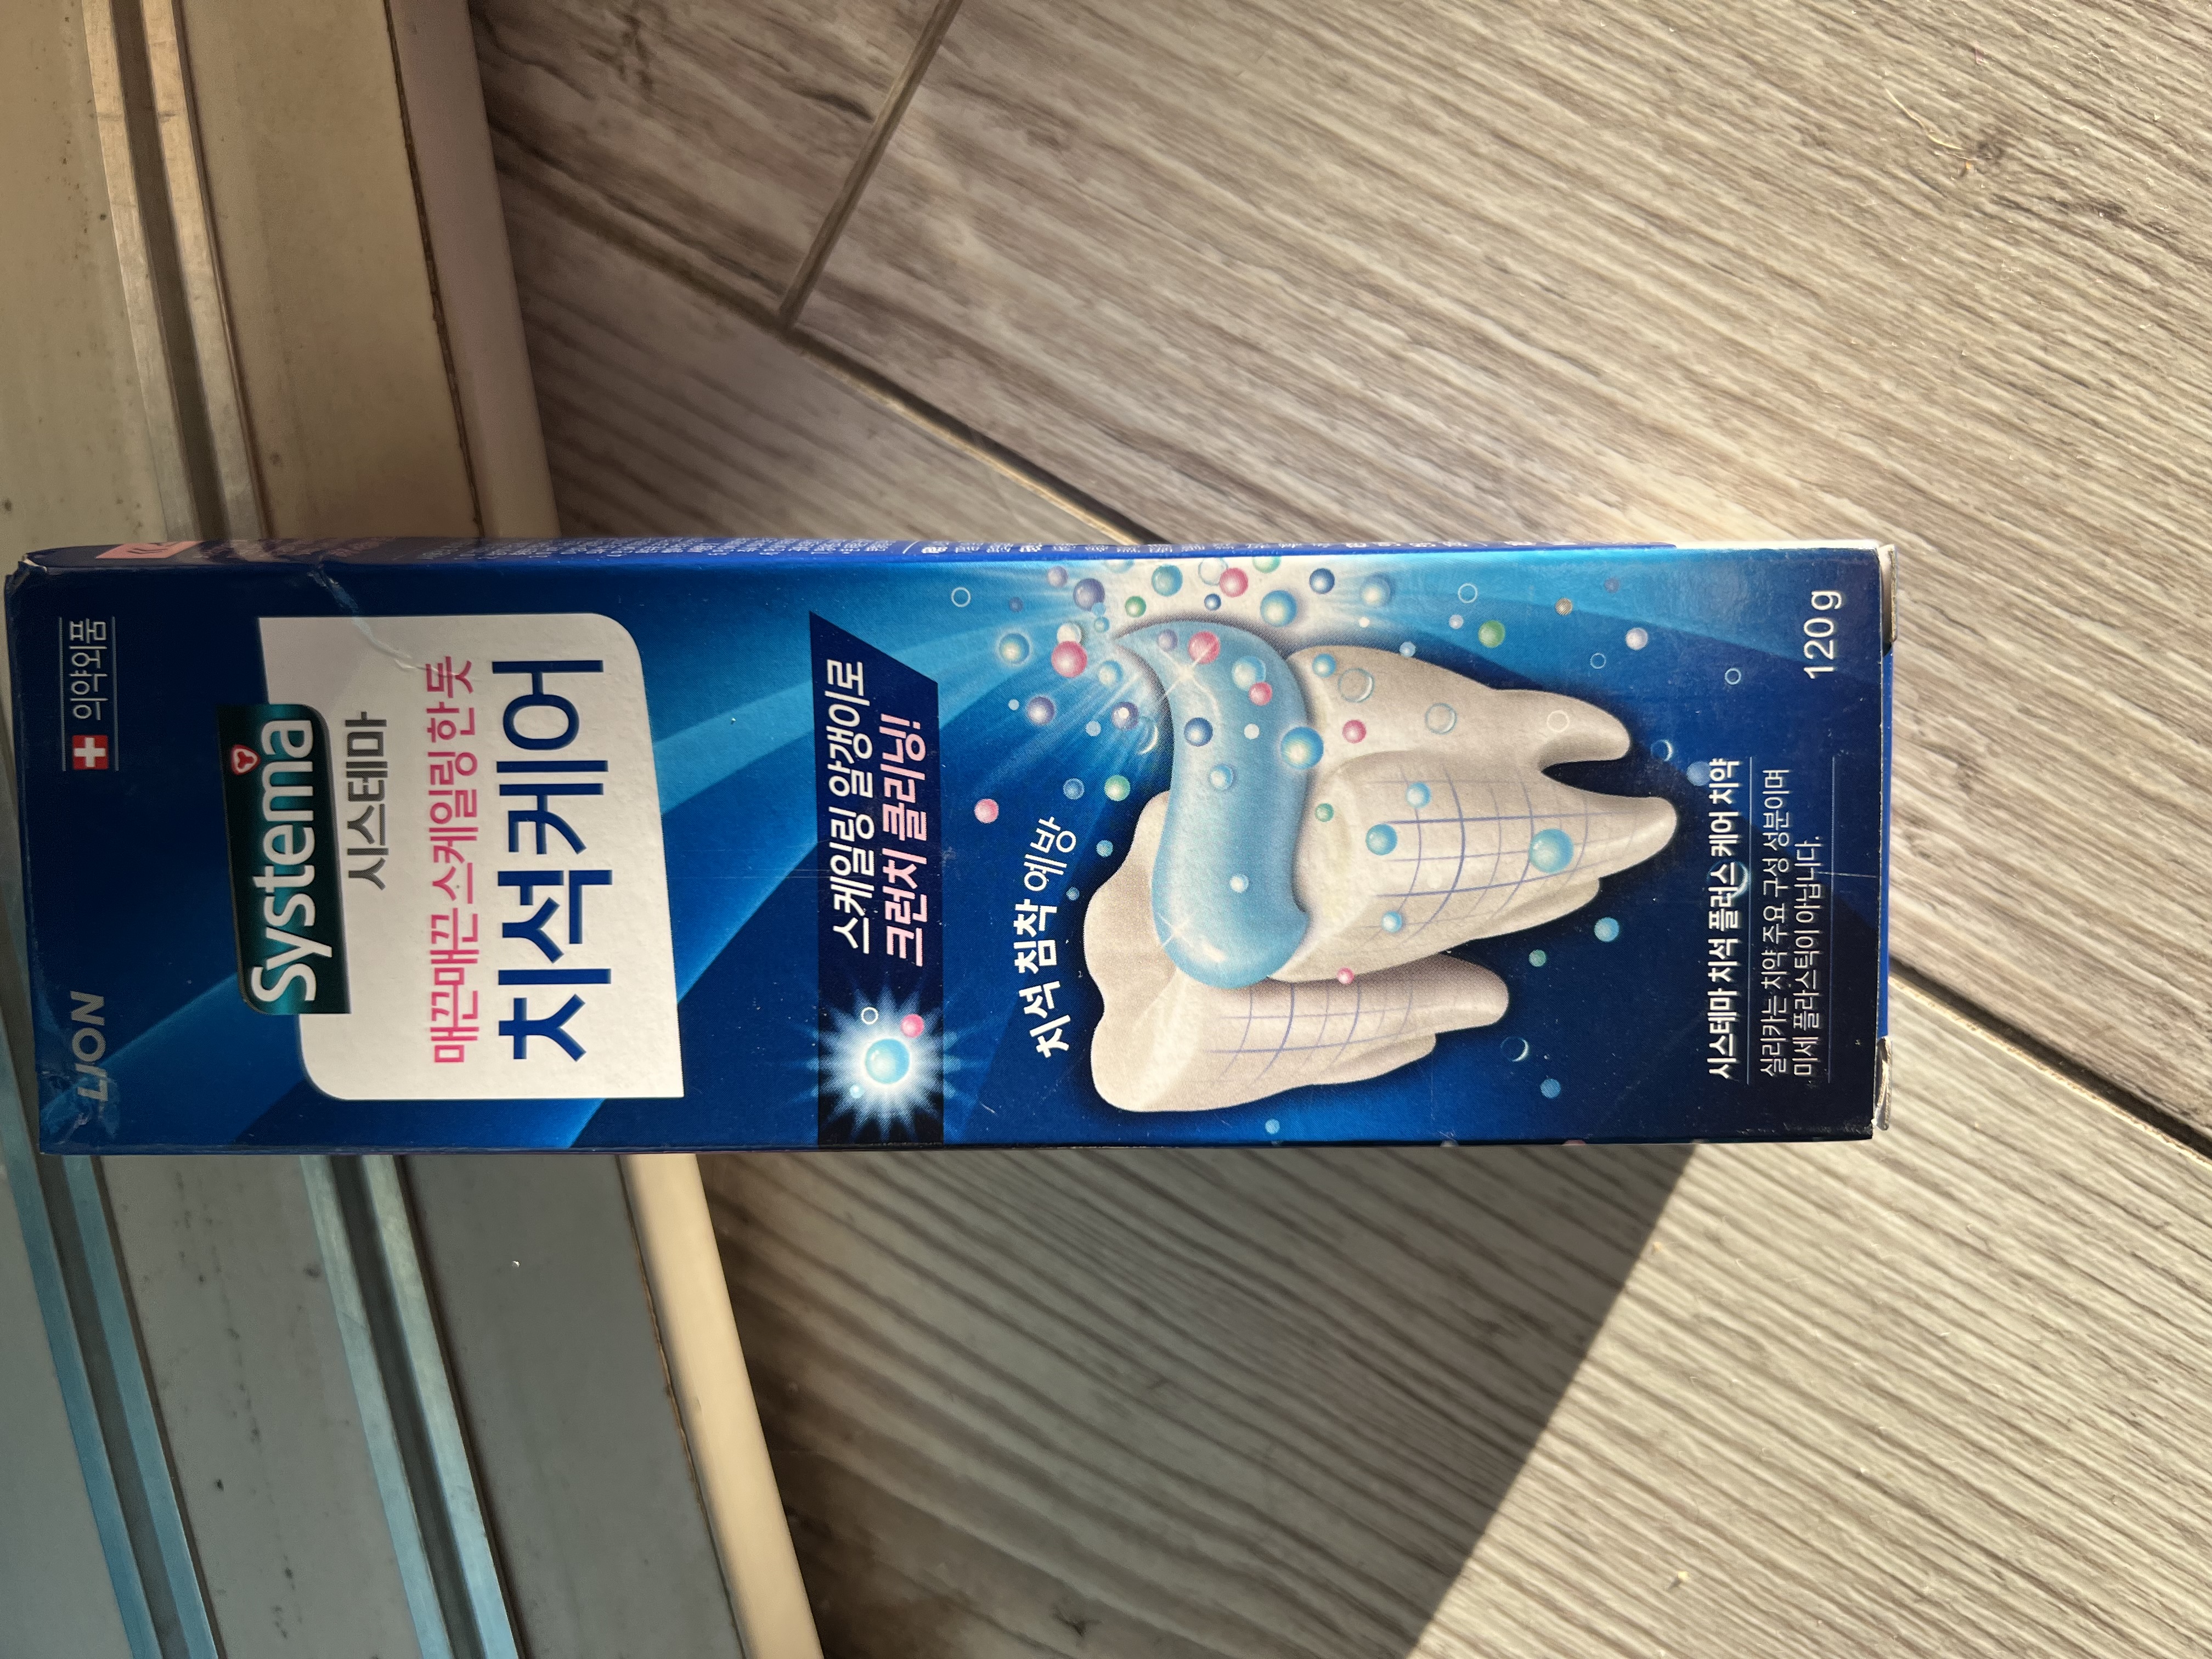 LION
의약외품
Systema
시스테마
매끈매끈 스케일링 한 듯
치석케어
스케일링 알갱이로
크런치 클리닝!
치석 침착 예방
시스테마 치석 플러스 케어 치약
실리카는 치약 주요 구성 성분이며
미세 플라스틱이 아닙니다.
120g